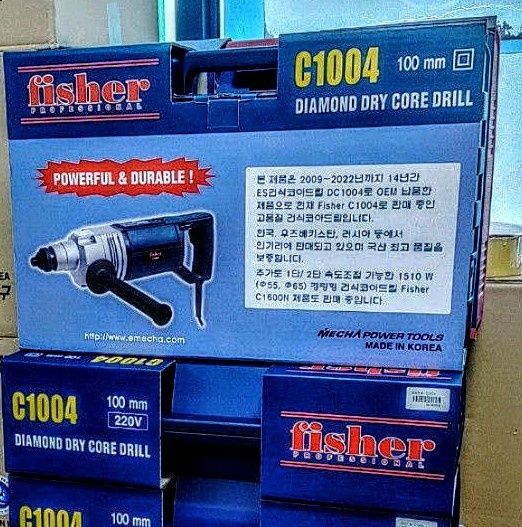 fisher
PROFESSIONAL
C1004 100 mm
DIAMOND DRY CORE DRILL
POWERFUL & DURABLE !
본 제품은 2009~2022년까지 14년간
ES건식코아드릴 DC1004로 OEM 납품한
제품으로 현재 Fisher C1004로 판매 중인
고품질 건식코아드릴입니다.
한국, 우즈베키스탄, 러시아 등에서
인기리에 판매되고 있으며 국산 최고 품질을
보증합니다.
추가로 1단/ 2단 속도조절 가능한 1510 W
(Φ55, Φ65) 건식코아드릴 Fisher
C1600N 제품도 판매 중입니다.
fisher
http://www.emecha.com
MECHA POWER TOOLS
MADE IN KOREA
C1004
C1004 100 mm
220V
DIAMOND DRY CORE DRILL
fisher
PROFESSIONAL
C1004 100 mm